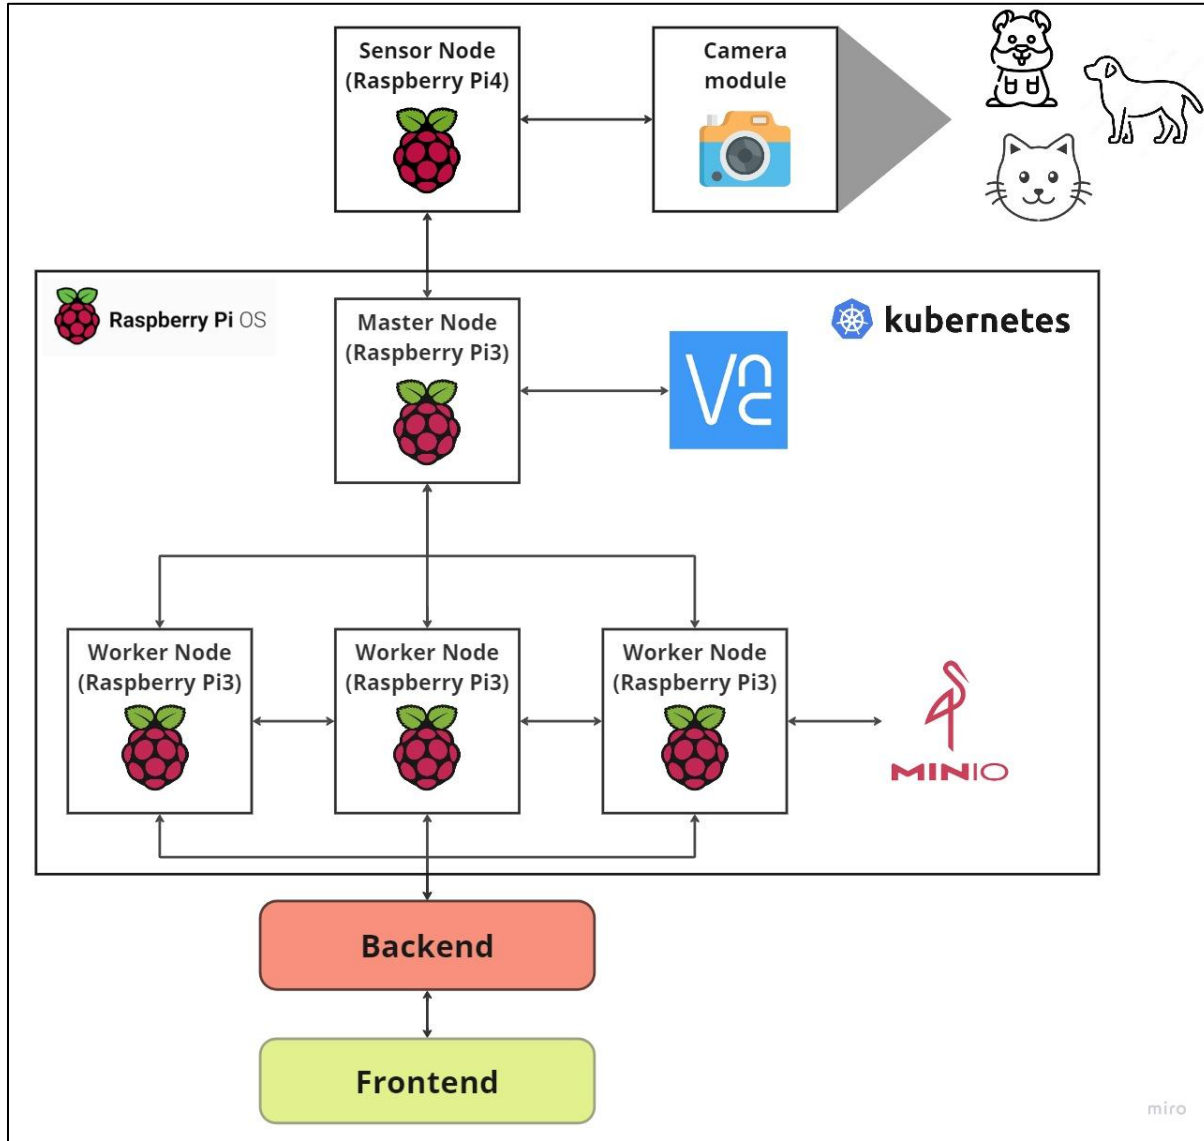 Sensor Node
(Raspberry Pi4)
Camera
module
Raspberry Pi OS
Master Node
(Raspberry Pi3)
kubernetes
Vnc
Worker Node
(Raspberry Pi3)
Worker Node
(Raspberry Pi3)
Worker Node
(Raspberry Pi3)
MINIO
Backend
Frontend
miro